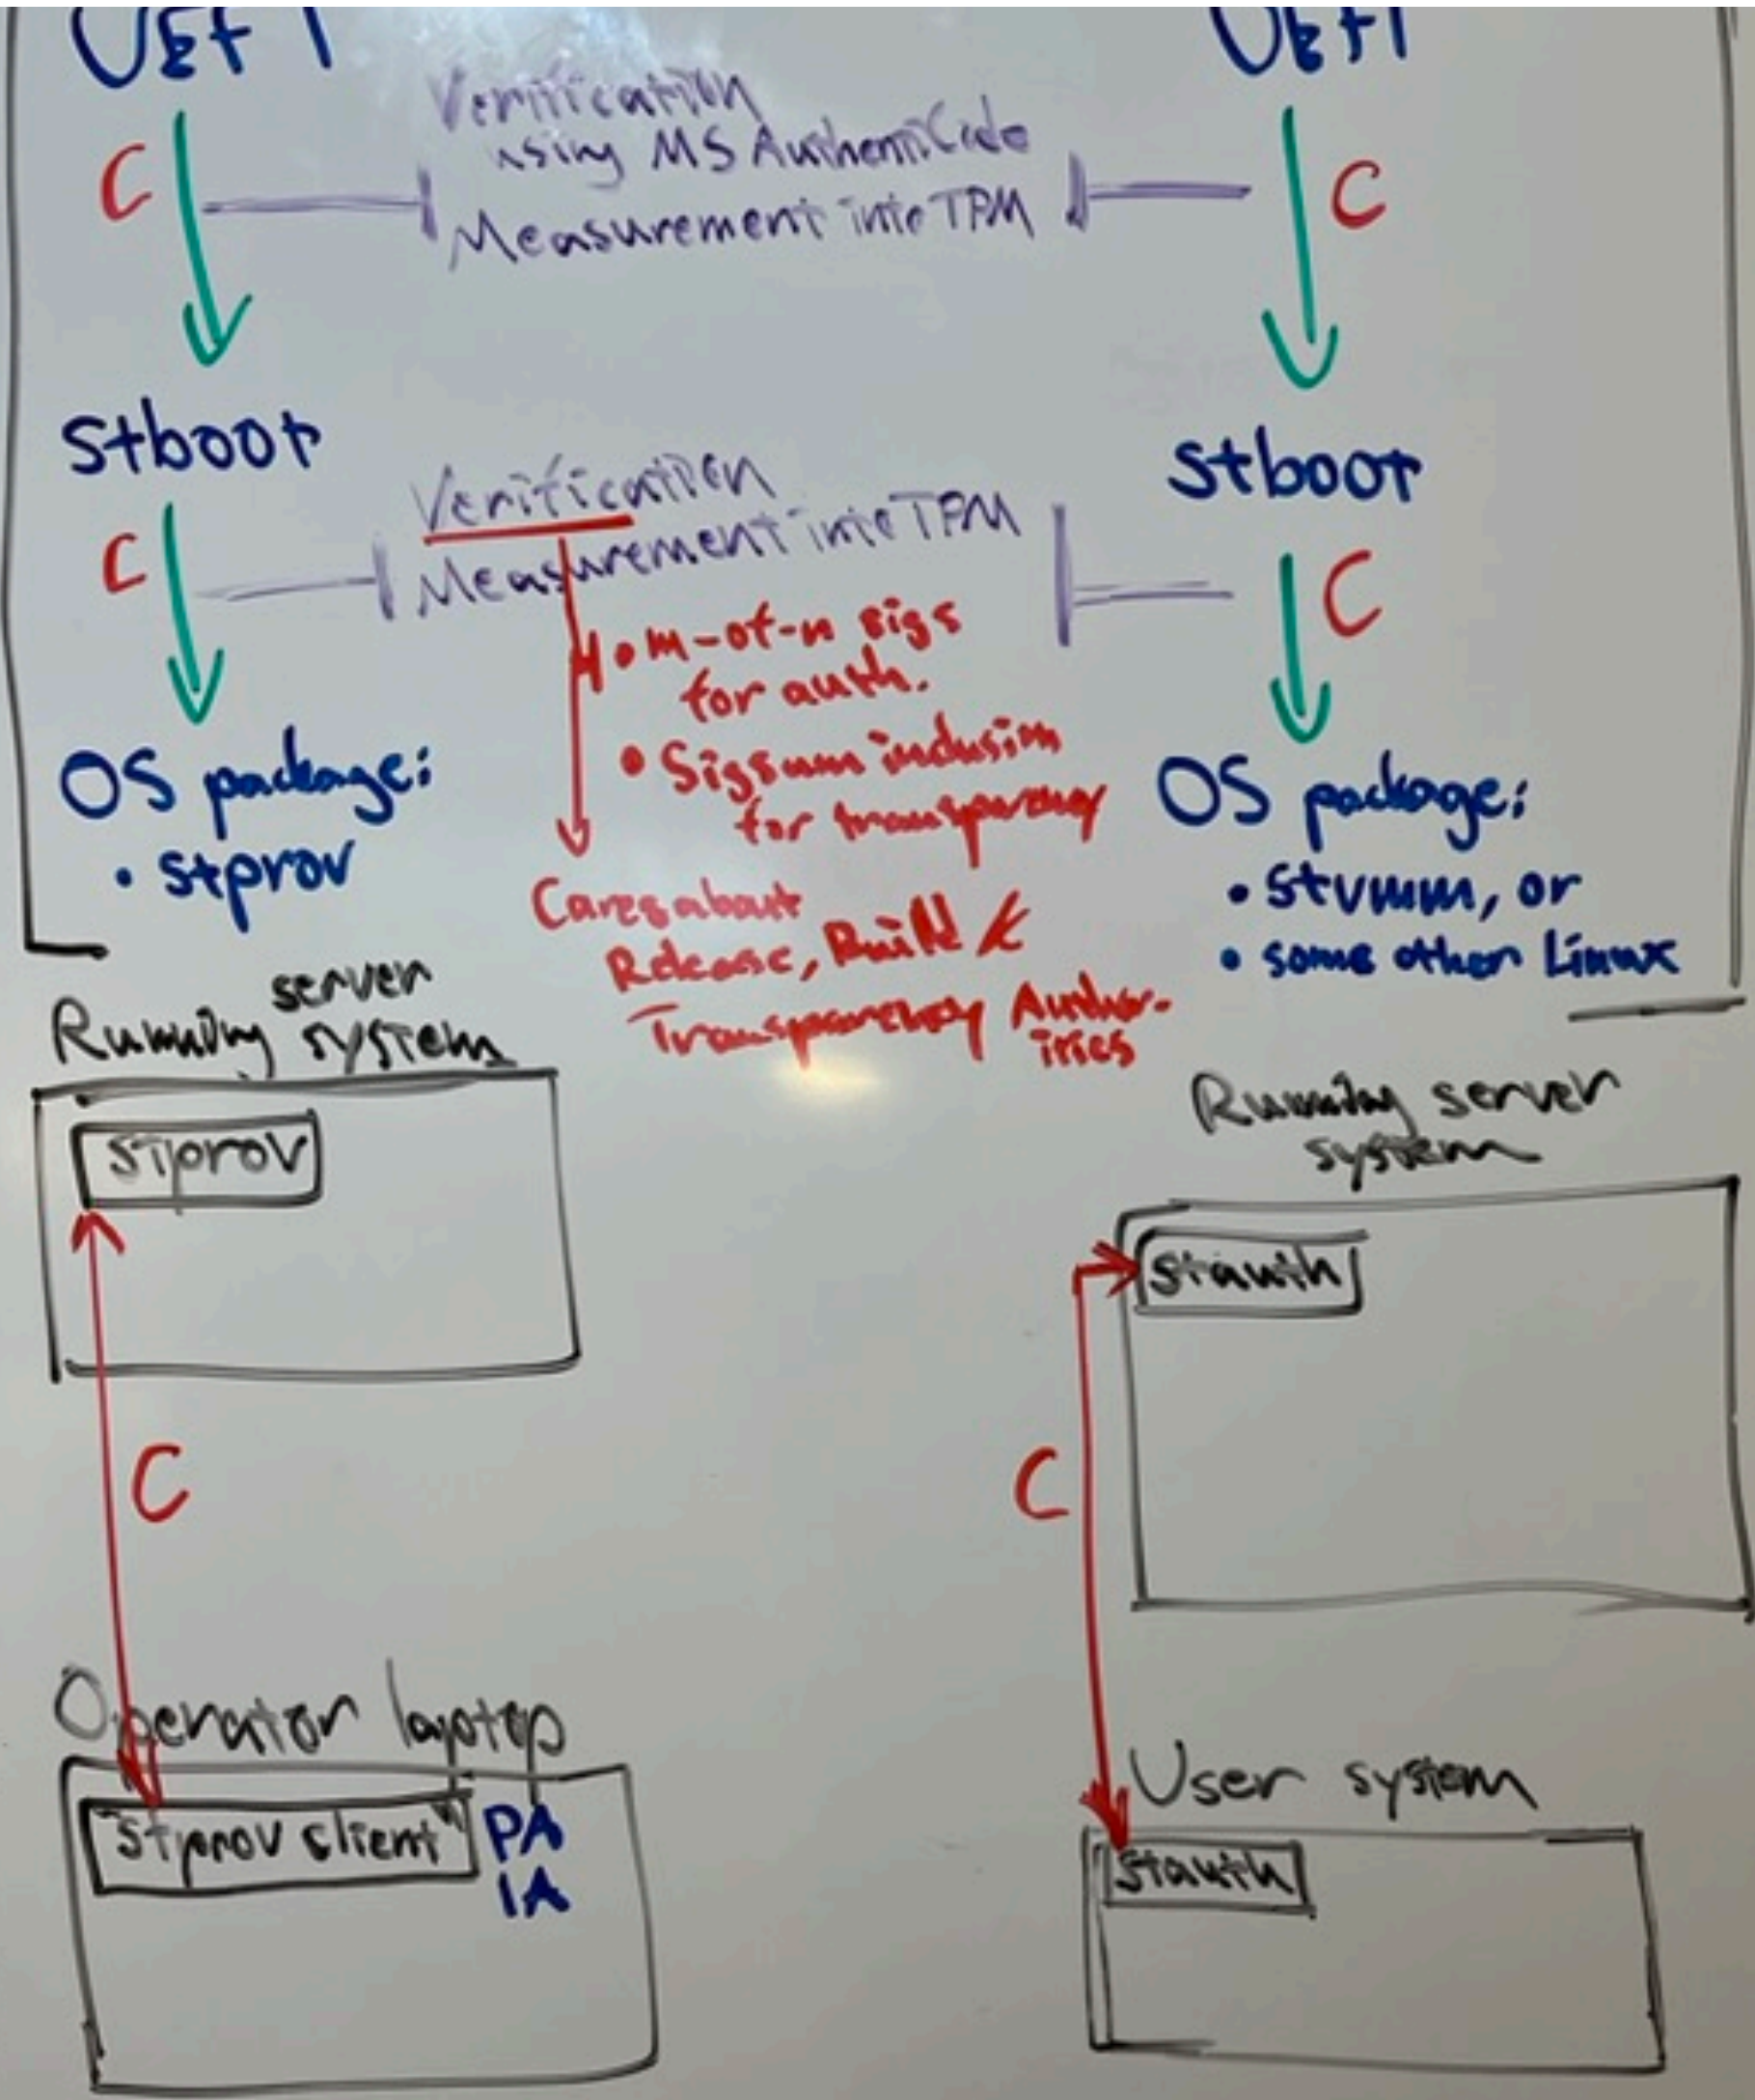 UEFI
UEFI
Verification
using MS AuthentiCode
Measurement into TPM
C
C
stboot
stboot
Verification
Measurement into TPM
C
C
• m-of-n sigs
for auth.
• Sigsum inclusion
for transparency
OS package:
• stprov
OS package:
• stvmm, or
• some other Linux
Cares about
Release, Build &
Transparency Author-
ities
server
Running system
Running server
system
stprov
stauth
C
C
Operator laptop
"stprov client"
PA
IA
User system
stauth